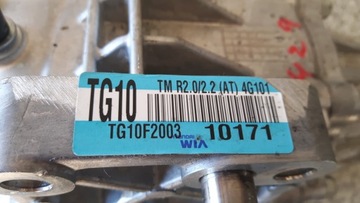 TG10
TM R2.0/2.2 (AT) 4G101
TG10F2003 10171
WIA